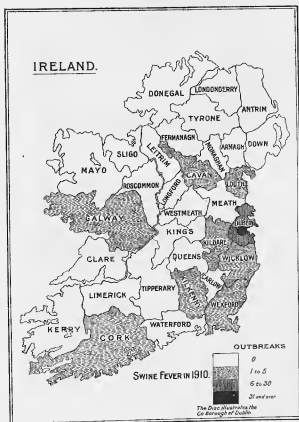 IRELAND.
DONEGAL
LONDONDERRY
ANTRIM
TYRONE
FERMANAGH
ARMAGH
DOWN
MONAGHAN
SLIGO
LEITRIM
CAVAN
LOUTH
MAYO
ROSCOMMON
LONGFORD
MEATH
WESTMEATH
GALWAY
DUBLIN
KINGS
KILDARE
QUEENS
WICKLOW
CLARE
CARLOW
LIMERICK
TIPPERARY
KILKENNY
WEXFORD
KERRY
WATERFORD
CORK
SWINE FEVER IN 1910.
OUTBREAKS
0
1 to 5
6 to 30
31 and over
The Disc illustrates the
Co Borough of Dublin